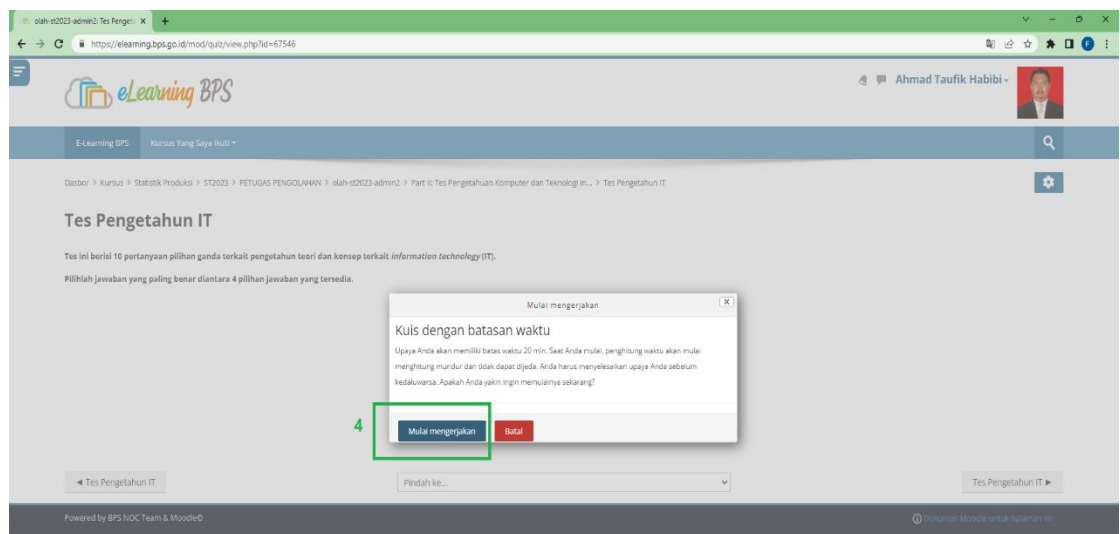 olah-st2023-admin2: Tes Penget
https://elearning.bps.go.id/mod/quiz/view.php?id=67546
eLearning BPS
Ahmad Taufik Habibi
E-Learning BPS
Kursus Yang Saya Ikuti
Dasbor > Kursus > Statistik Produksi > ST2023 > PETUGAS PENGOLAHAN > olah-st2023-admin2 > Part II: Tes Pengetahuan Komputer dan Teknologi In... > Tes Pengetahun IT
Tes Pengetahun IT
Tes ini berisi 10 pertanyaan pilihan ganda terkait pengetahun teori dan konsep terkait information technology (IT).
Pilihlah jawaban yang paling benar diantara 4 pilihan jawaban yang tersedia.
Mulai mengerjakan
Kuis dengan batasan waktu
Upaya Anda akan memiliki batas waktu 20 min. Saat Anda mulai, penghitung waktu akan mulai
menghitung mundur dan tidak dapat dijeda. Anda harus menyelesaikan upaya Anda sebelum
kedaluwarsa. Apakah Anda yakin ingin memulainya sekarang?
4
Mulai mengerjakan
Batal
◄ Tes Pengetahun IT
Pindah ke...
Tes Pengetahun IT ►
Powered by BPS NOC Team & Moodle©
Dokumen Moodle untuk halaman ini